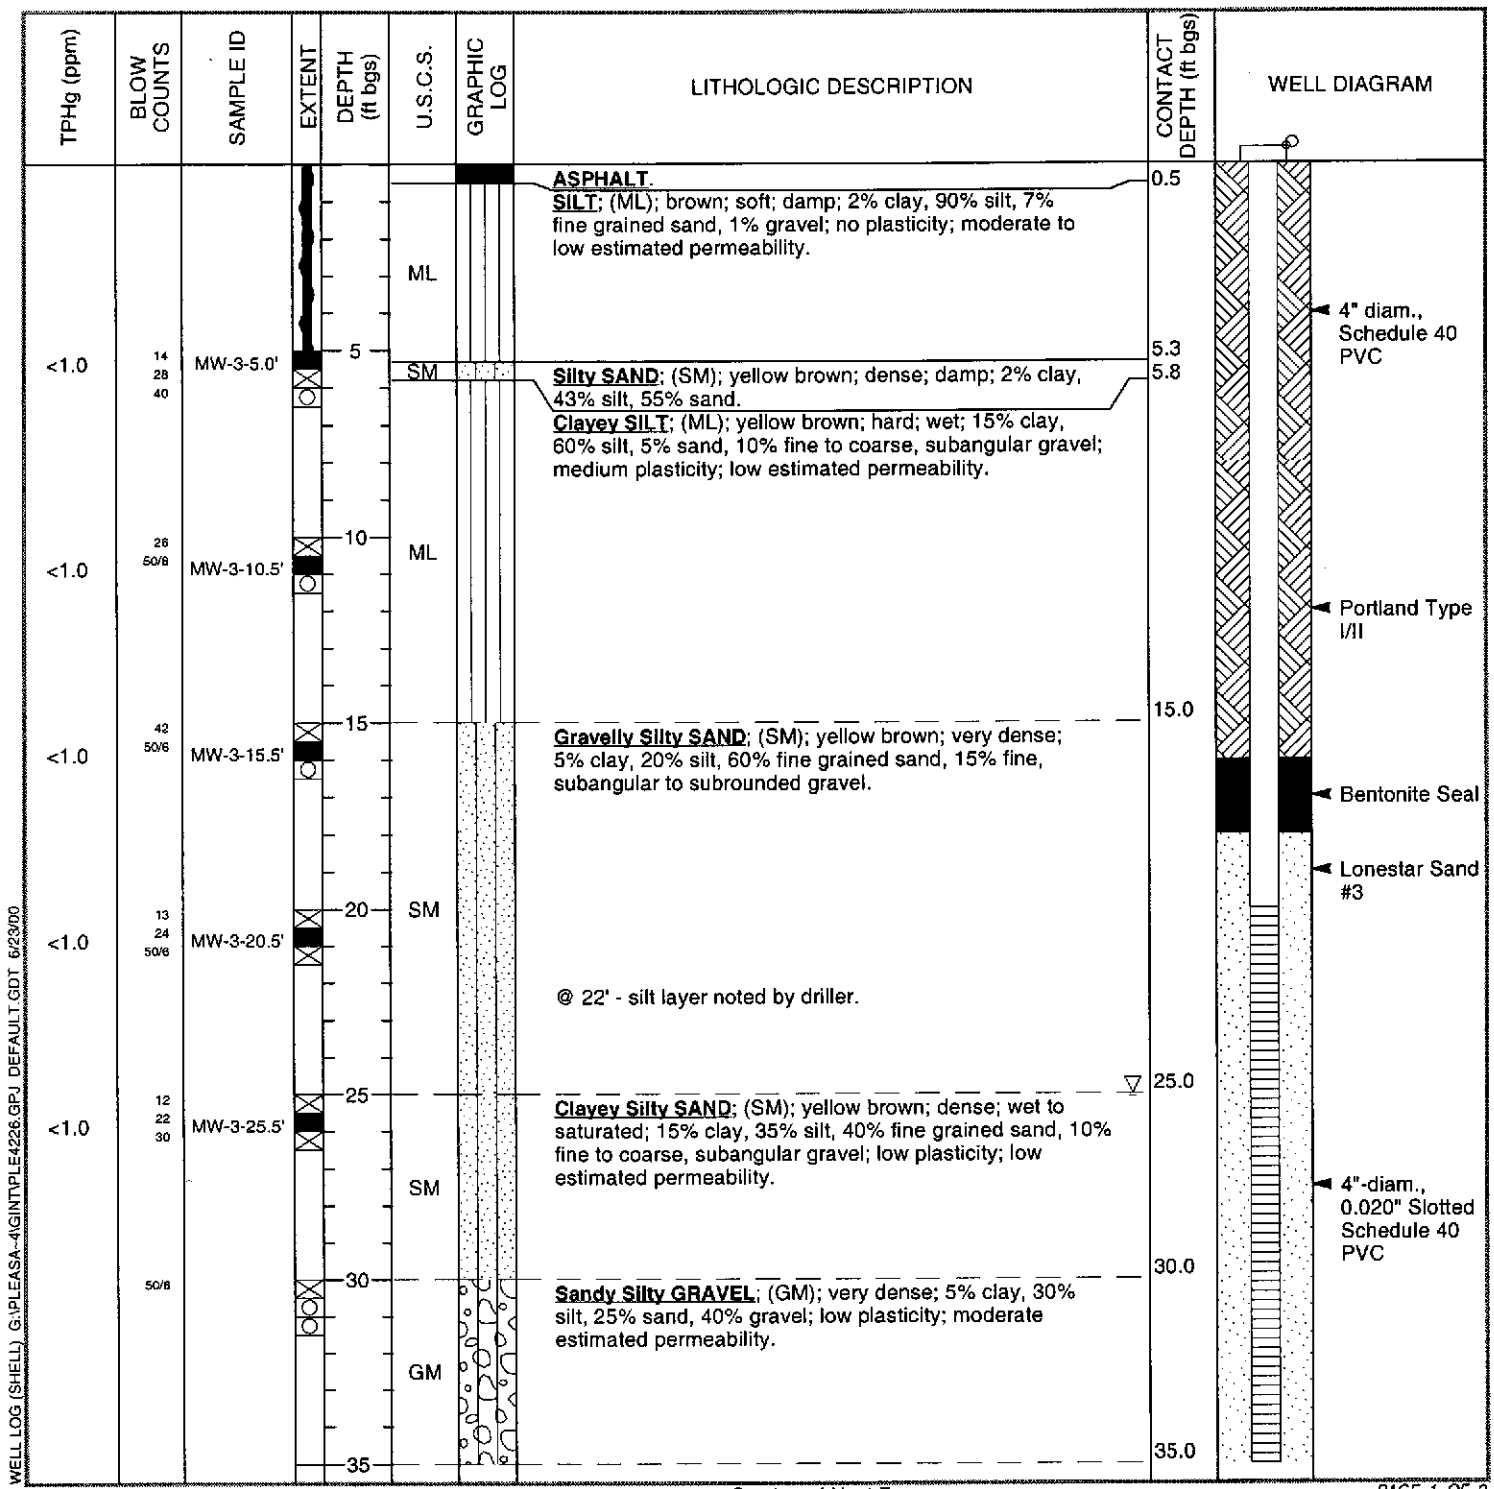 TPHg (ppm)
BLOW COUNTS
SAMPLE ID
EXTENT
DEPTH (ft bgs)
U.S.C.S.
GRAPHIC LOG
LITHOLOGIC DESCRIPTION
CONTACT DEPTH (ft bgs)
WELL DIAGRAM
ASPHALT.
0.5
SILT; (ML); brown; soft; damp; 2% clay, 90% silt, 7%
fine grained sand, 1% gravel; no plasticity; moderate to
low estimated permeability.
ML
4" diam.,
Schedule 40
PVC
<1.0
14
28
40
MW-3-5.0'
5
SM
5.3
5.8
Silty SAND; (SM); yellow brown; dense; damp; 2% clay,
43% silt, 55% sand.
Clayey SILT; (ML); yellow brown; hard; wet; 15% clay,
60% silt, 5% sand, 10% fine to coarse, subangular gravel;
medium plasticity; low estimated permeability.
<1.0
26
50/6
MW-3-10.5'
10
ML
Portland Type
I/II
<1.0
42
50/6
MW-3-15.5'
15
15.0
Gravelly Silty SAND; (SM); yellow brown; very dense;
5% clay, 20% silt, 60% fine grained sand, 15% fine,
subangular to subrounded gravel.
Bentonite Seal
Lonestar Sand
#3
<1.0
13
24
50/6
MW-3-20.5'
20
SM
@ 22' - silt layer noted by driller.
<1.0
12
22
30
MW-3-25.5'
25
25.0
Clayey Silty SAND; (SM); yellow brown; dense; wet to
saturated; 15% clay, 35% silt, 40% fine grained sand, 10%
fine to coarse, subangular gravel; low plasticity; low
estimated permeability.
SM
4"-diam.,
0.020" Slotted
Schedule 40
PVC
50/6
30
30.0
Sandy Silty GRAVEL; (GM); very dense; 5% clay, 30%
silt, 25% sand, 40% gravel; low plasticity; moderate
estimated permeability.
GM
35
35.0
WELL LOG (SHELL) G:\PLEASA~4\GINT\PLE4226.GPJ DEFAULT.GDT 6/23/00